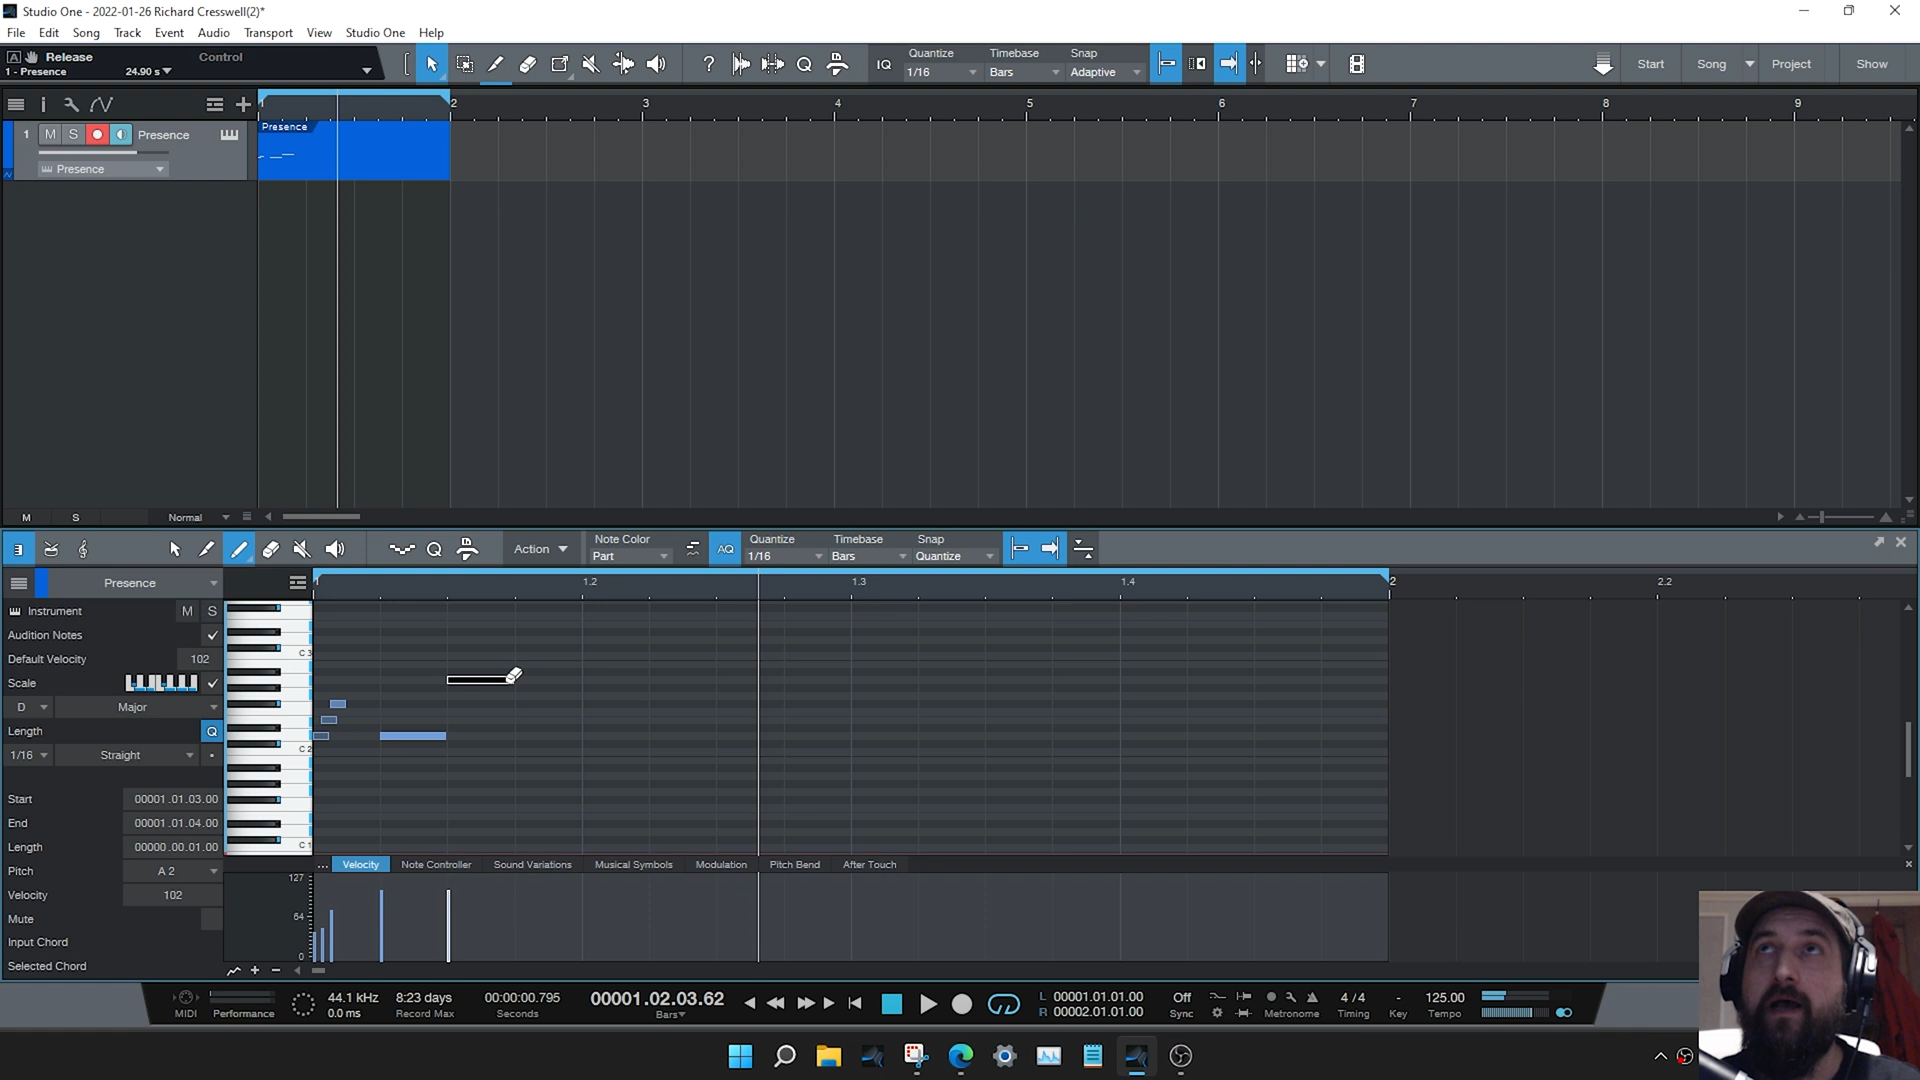 Studio One - 2022-01-26 Richard Cresswell(2)*
File Edit Song Track Event Audio Transport View Studio One Help
A Release Control
1 - Presence 24.90 s
? Q IQ
Quantize Timebase Snap
1/16 Bars Adaptive
Start Song Project Show
2 3 4 5 6 7 8 9
1 M S Presence
Presence
Presence
M S Normal
Q Action
Note Color
Part
AQ
Quantize Timebase Snap
1/16 Bars Quantize
Presence
1 1.2 1.3 1.4 2 2.2
Instrument M S
Audition Notes
Default Velocity 102
Scale
D Major
Length Q
1/16 Straight
Start 00001.01.03.00
End 00001.01.04.00
Length 00000.00.01.00
Pitch A 2
Velocity 102
Mute
Input Chord
Selected Chord
C 3
C 2
C 1
... Velocity Note Controller Sound Variations Musical Symbols Modulation Pitch Bend After Touch
127
64
0
MIDI Performance
44.1 kHz
0.0 ms
8:23 days
Record Max
00:00:00.795
Seconds
00001.02.03.62
Bars
L 00001.01.01.00
R 00002.01.01.00
Off
Sync
Metronome
4 / 4
Timing
-
Key
125.00
Tempo